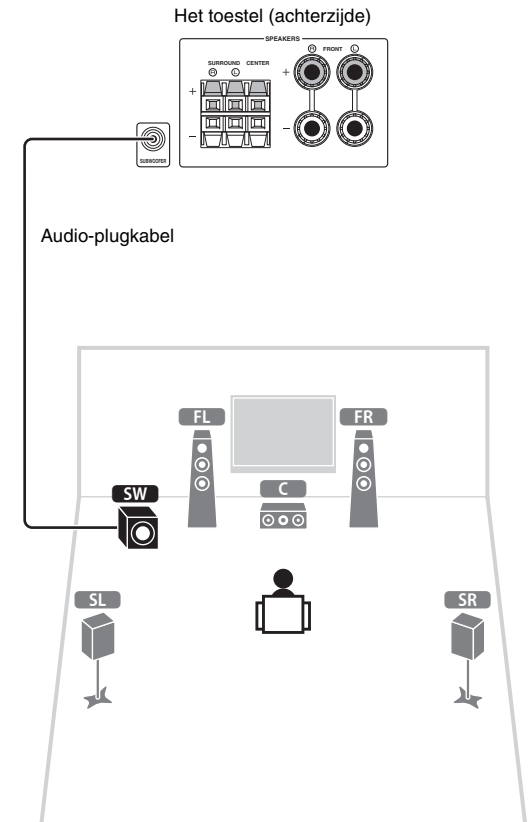 Het toestel (achterzijde)
SPEAKERS
SURROUND CENTER
R L
R FRONT L
+
+
–
–
SUBWOOFER
Audio-plugkabel
FL
FR
SW
C
SL
SR